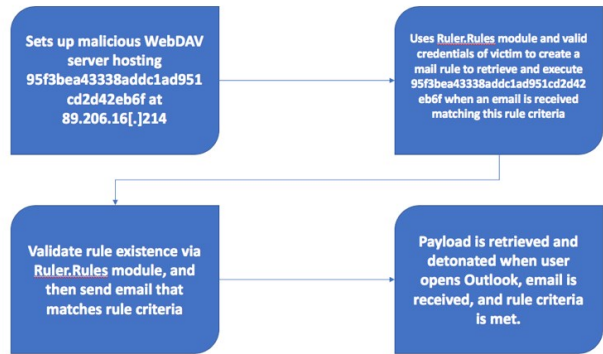 Sets up malicious WebDAV
server hosting
95f3bea43338addc1ad951
cd2d42eb6f at
89.206.16[.]214
Uses Ruler.Rules module and valid
credentials of victim to create a
mail rule to retrieve and execute
95f3bea43338addc1ad951cd2d42
eb6f when an email is received
matching this rule criteria
Validate rule existence via
Ruler.Rules module, and
then send email that
matches rule criteria
Payload is retrieved and
detonated when user
opens Outlook, email is
received, and rule criteria
is met.